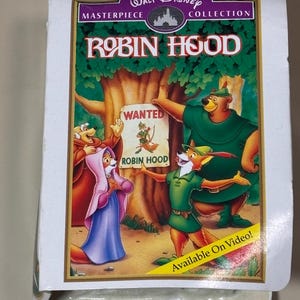 Walt Disney
MASTERPIECE COLLECTION
ROBIN HOOD
WANTED
ROBIN HOOD
Available On Video!